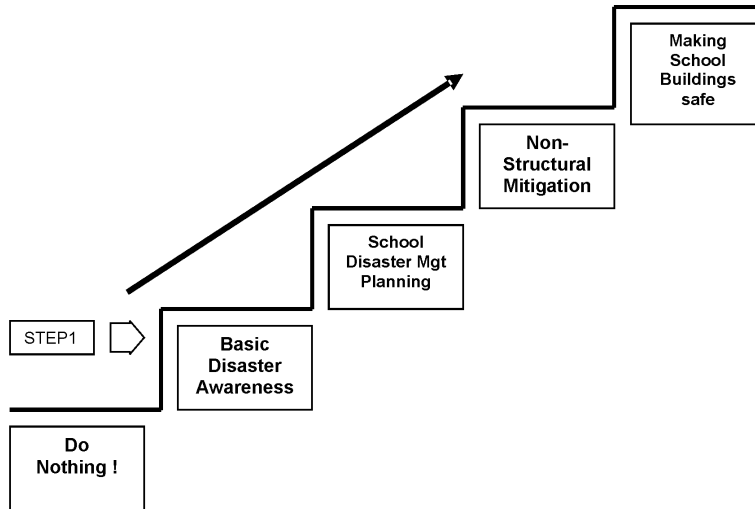 Making
School
Buildings
safe
Non-
Structural
Mitigation
School
Disaster Mgt
Planning
STEP1
Basic
Disaster
Awareness
Do
Nothing !